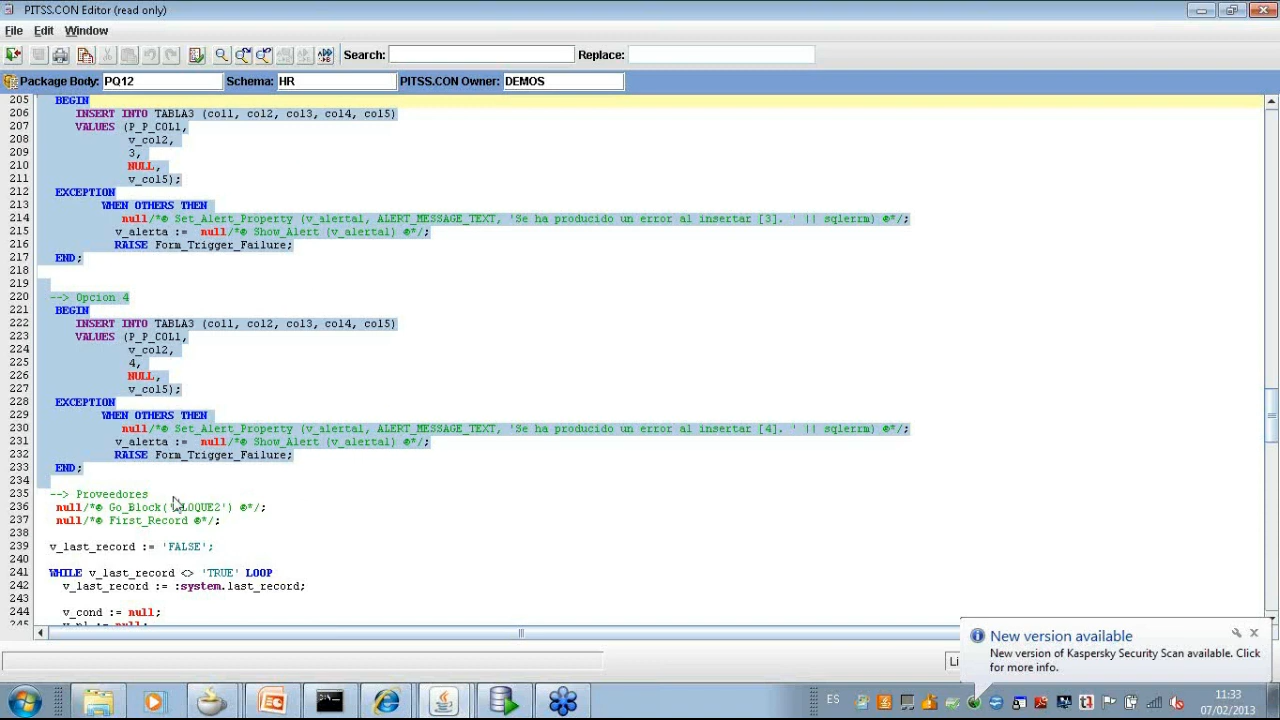 PITSS.CON Editor (read only)
File Edit Window
Search: Replace:
Package Body: PQ12 Schema: HR PITSS.CON Owner: DEMOS
205 BEGIN
206 INSERT INTO TABLA3 (col1, col2, col3, col4, col5)
207 VALUES (P_P_COL1,
208 v_col2,
209 3,
210 NULL,
211 v_col5);
212 EXCEPTION
213 WHEN OTHERS THEN
214 null/*® Set_Alert_Property (v_alertal, ALERT_MESSAGE_TEXT, 'Se ha producido un error al insertar [3]. ' || sqlerrm) ®*/;
215 v_alerta := null/*® Show_Alert (v_alertal) ®*/;
216 RAISE Form_Trigger_Failure;
217 END;
218
219
220 --> Opcion 4
221 BEGIN
222 INSERT INTO TABLA3 (col1, col2, col3, col4, col5)
223 VALUES (P_P_COL1,
224 v_col2,
225 4,
226 NULL,
227 v_col5);
228 EXCEPTION
229 WHEN OTHERS THEN
230 null/*® Set_Alert_Property (v_alertal, ALERT_MESSAGE_TEXT, 'Se ha producido un error al insertar [4]. ' || sqlerrm) ®*/;
231 v_alerta := null/*® Show_Alert (v_alertal) ®*/;
232 RAISE Form_Trigger_Failure;
233 END;
234
235 --> Proveedores
236 null/*® Go_Block(' LOQUE2') ®*/;
237 null/*® First_Record ®*/;
238
239 v_last_record := 'FALSE';
240
241 WHILE v_last_record <> 'TRUE' LOOP
242 v_last_record := :system.last_record;
243
244 v_cond := null;
245 := null;
New version available
New version of Kaspersky Security Scan available. Click
for more info.
Li
ES
11:33
07/02/2013